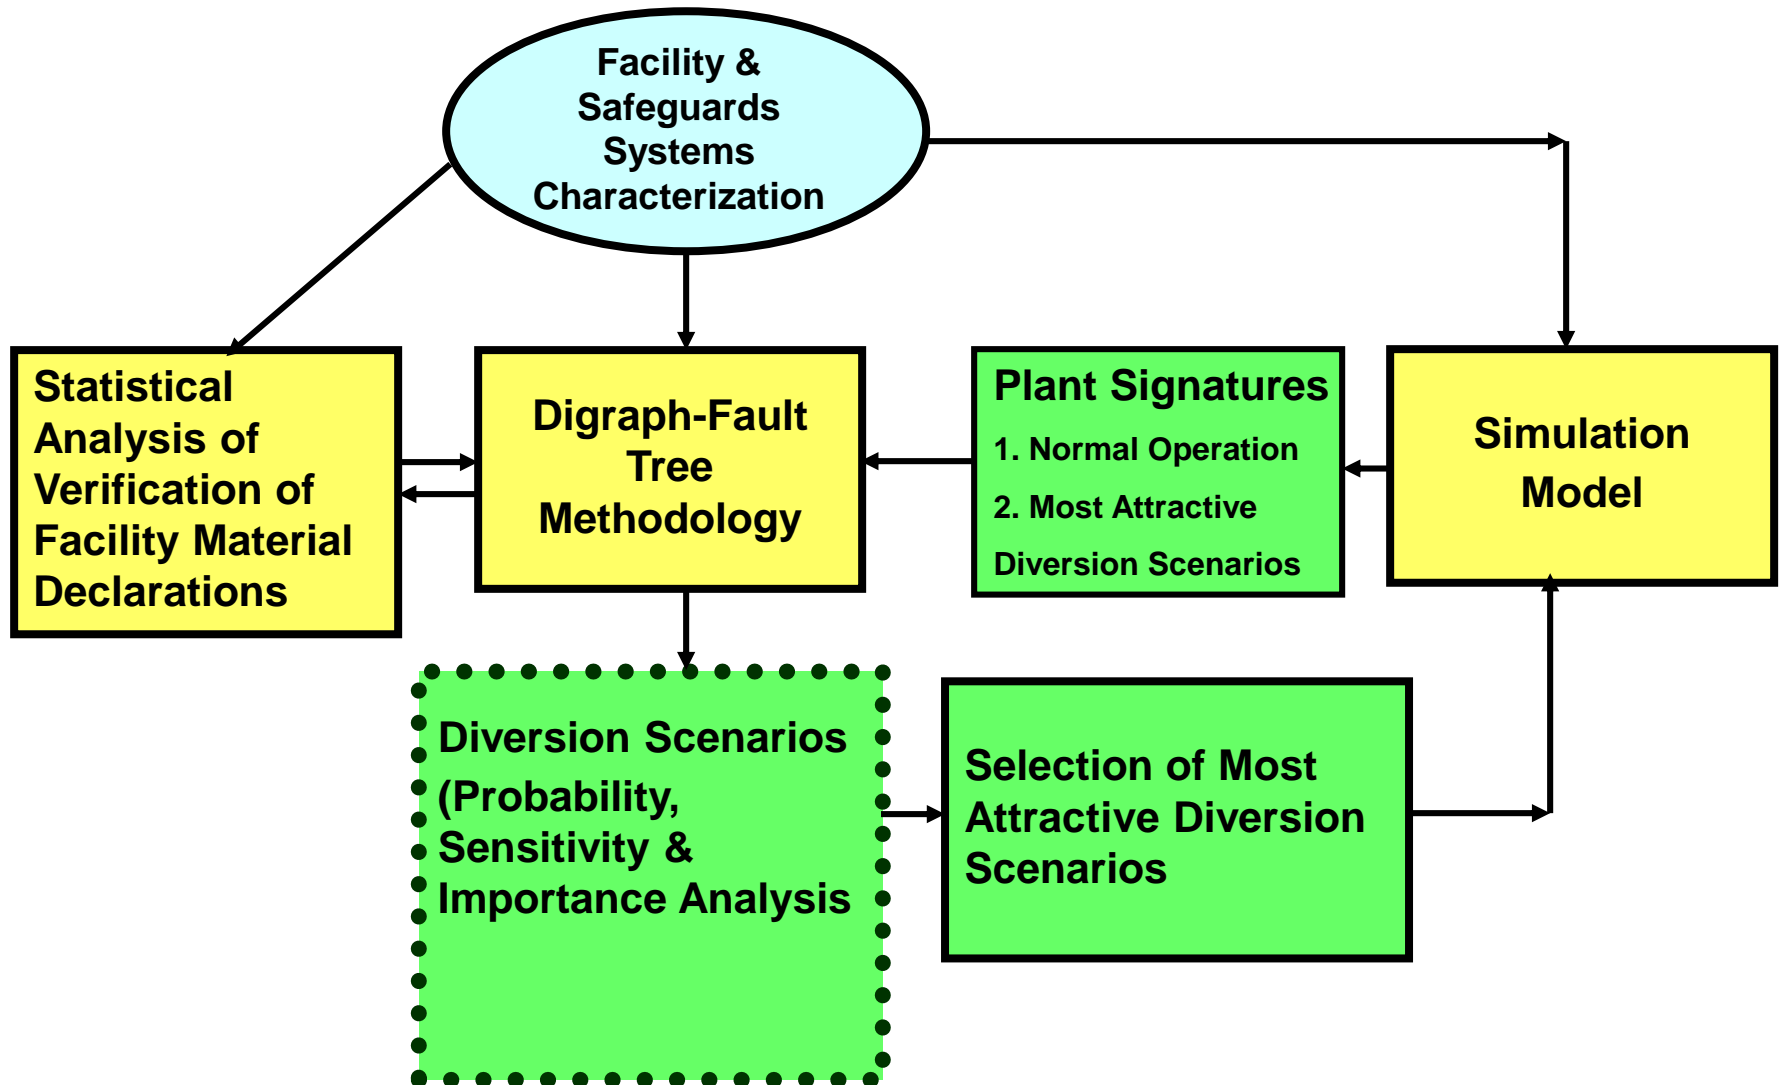 Facility &
Safeguards
Systems
Characterization
Statistical
Analysis of
Verification of
Facility Material
Declarations
Digraph-Fault
Tree
Methodology
Plant Signatures
1. Normal Operation
2. Most Attractive
Diversion Scenarios
Simulation
Model
Diversion Scenarios
(Probability,
Sensitivity &
Importance Analysis
Selection of Most
Attractive Diversion
Scenarios